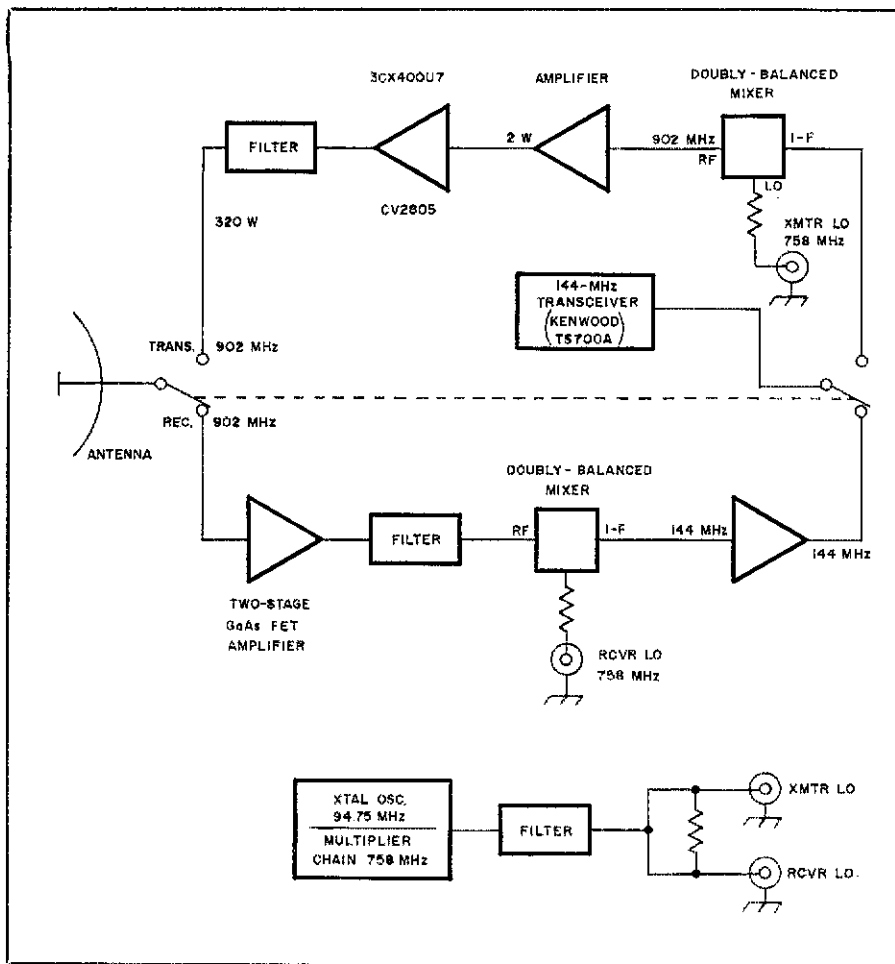 3CX400U7
AMPLIFIER
DOUBLY-BALANCED
MIXER
FILTER
2 W
902 MHz
RF
I-F
LO
CV2805
320 W
XMTR LO
758 MHz
144-MHz
TRANSCEIVER
(KENWOOD
TS700A)
TRANS. 902 MHz
REC. 902 MHz
ANTENNA
DOUBLY-BALANCED
MIXER
FILTER
RF
I-F
144 MHz
144 MHz
TWO-STAGE
GaAs FET
AMPLIFIER
RCVR LO
758 MHz
XTAL OSC.
94.75 MHz
MULTIPLIER
CHAIN 758 MHz
FILTER
XMTR LO
RCVR LO.